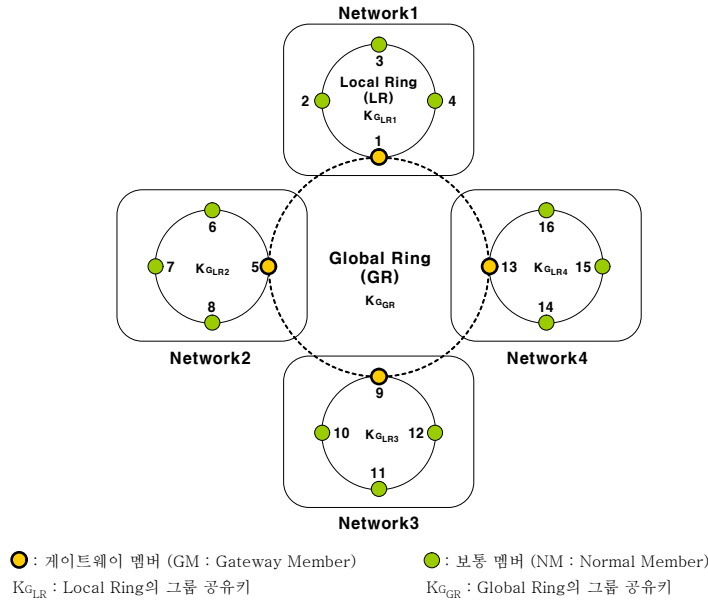 Network1
3
Local Ring
(LR)
2
4
KG_LR1
1
6
16
Global Ring
(GR)
7
KG_LR2
5
13
KG_LR4
15
KG_GR
8
14
Network2
Network4
9
10
KG_LR3
12
11
Network3
: 게이트웨이 멤버 (GM : Gateway Member)
: 보통 멤버 (NM : Normal Member)
KG_LR : Local Ring의 그룹 공유키
KG_GR : Global Ring의 그룹 공유키